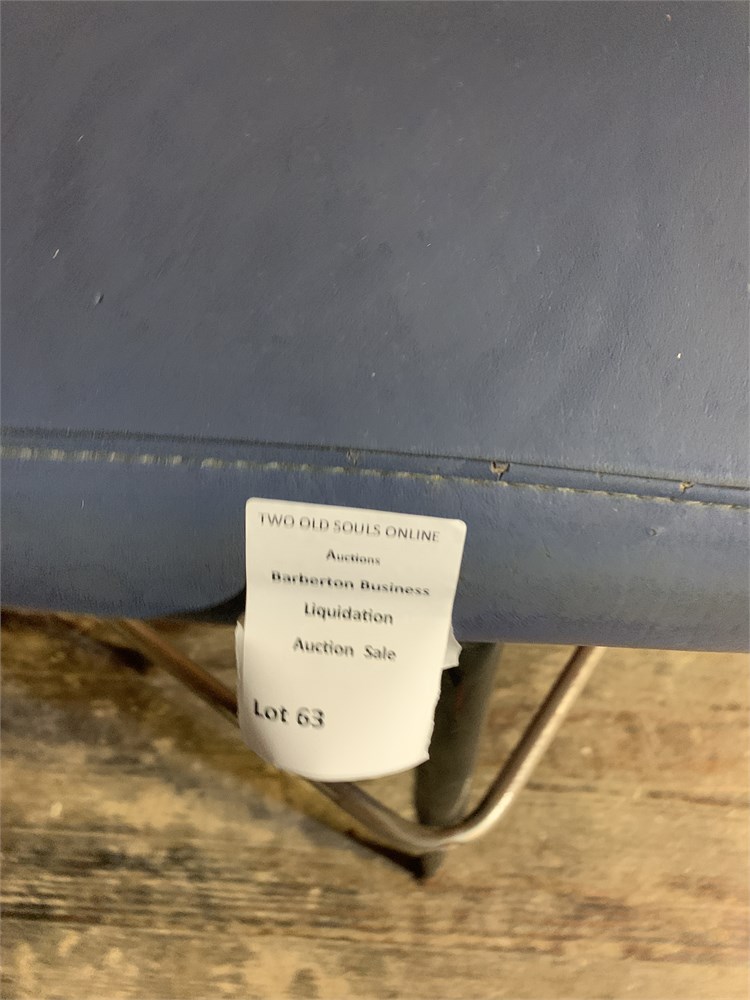 TWO OLD SOULS ONLINE
Auctions
Barberton Business
Liquidation
Auction Sale
Lot 63